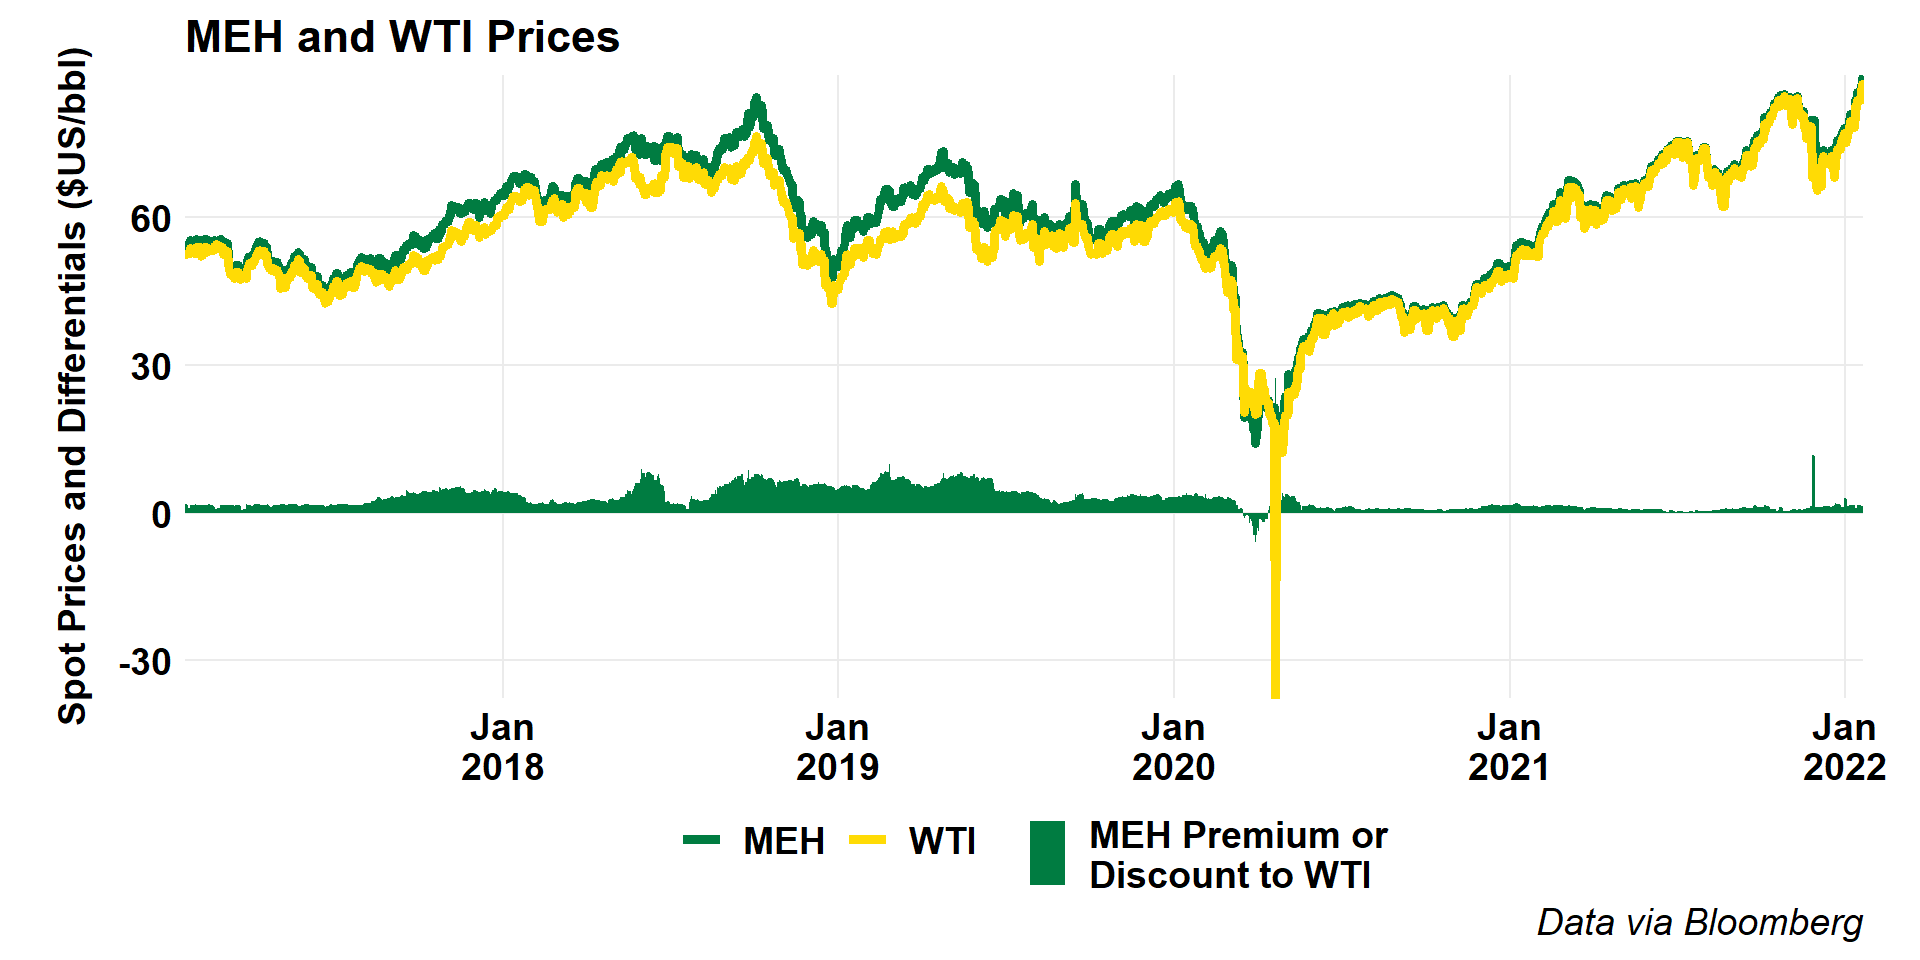 MEH and WTI Prices
Spot Prices and Differentials ($US/bbl)
60
30
0
-30
Jan
2018
Jan
2019
Jan
2020
Jan
2021
Jan
2022
MEH
WTI
MEH Premium or
Discount to WTI
Data via Bloomberg